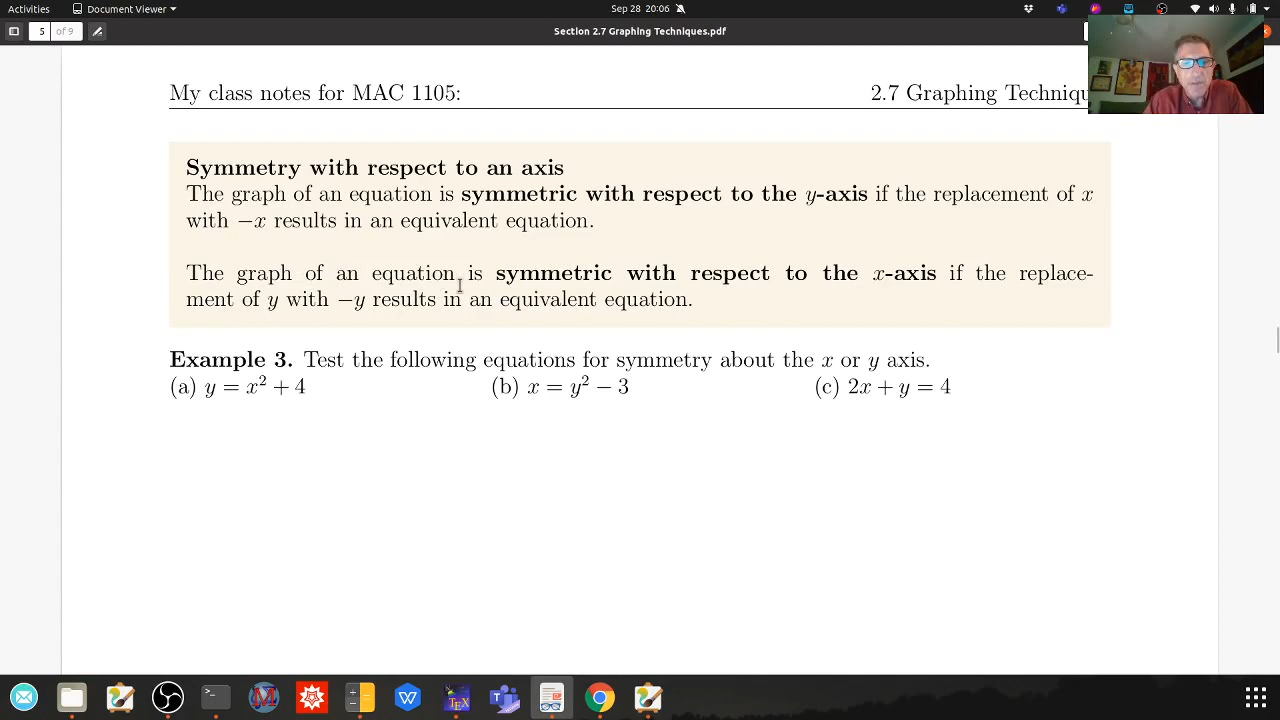 Activities Document Viewer Sep 28 20:06
5 of 9 Section 2.7 Graphing Techniques.pdf
My class notes for MAC 1105: 2.7 Graphing Techniqu
Symmetry with respect to an axis
The graph of an equation is symmetric with respect to the y-axis if the replacement of x
with −x results in an equivalent equation.
The graph of an equation is symmetric with respect to the x-axis if the replace-
ment of y with −y results in an equivalent equation.
Example 3. Test the following equations for symmetry about the x or y axis.
(a) y = x² + 4 (b) x = y² − 3 (c) 2x + y = 4